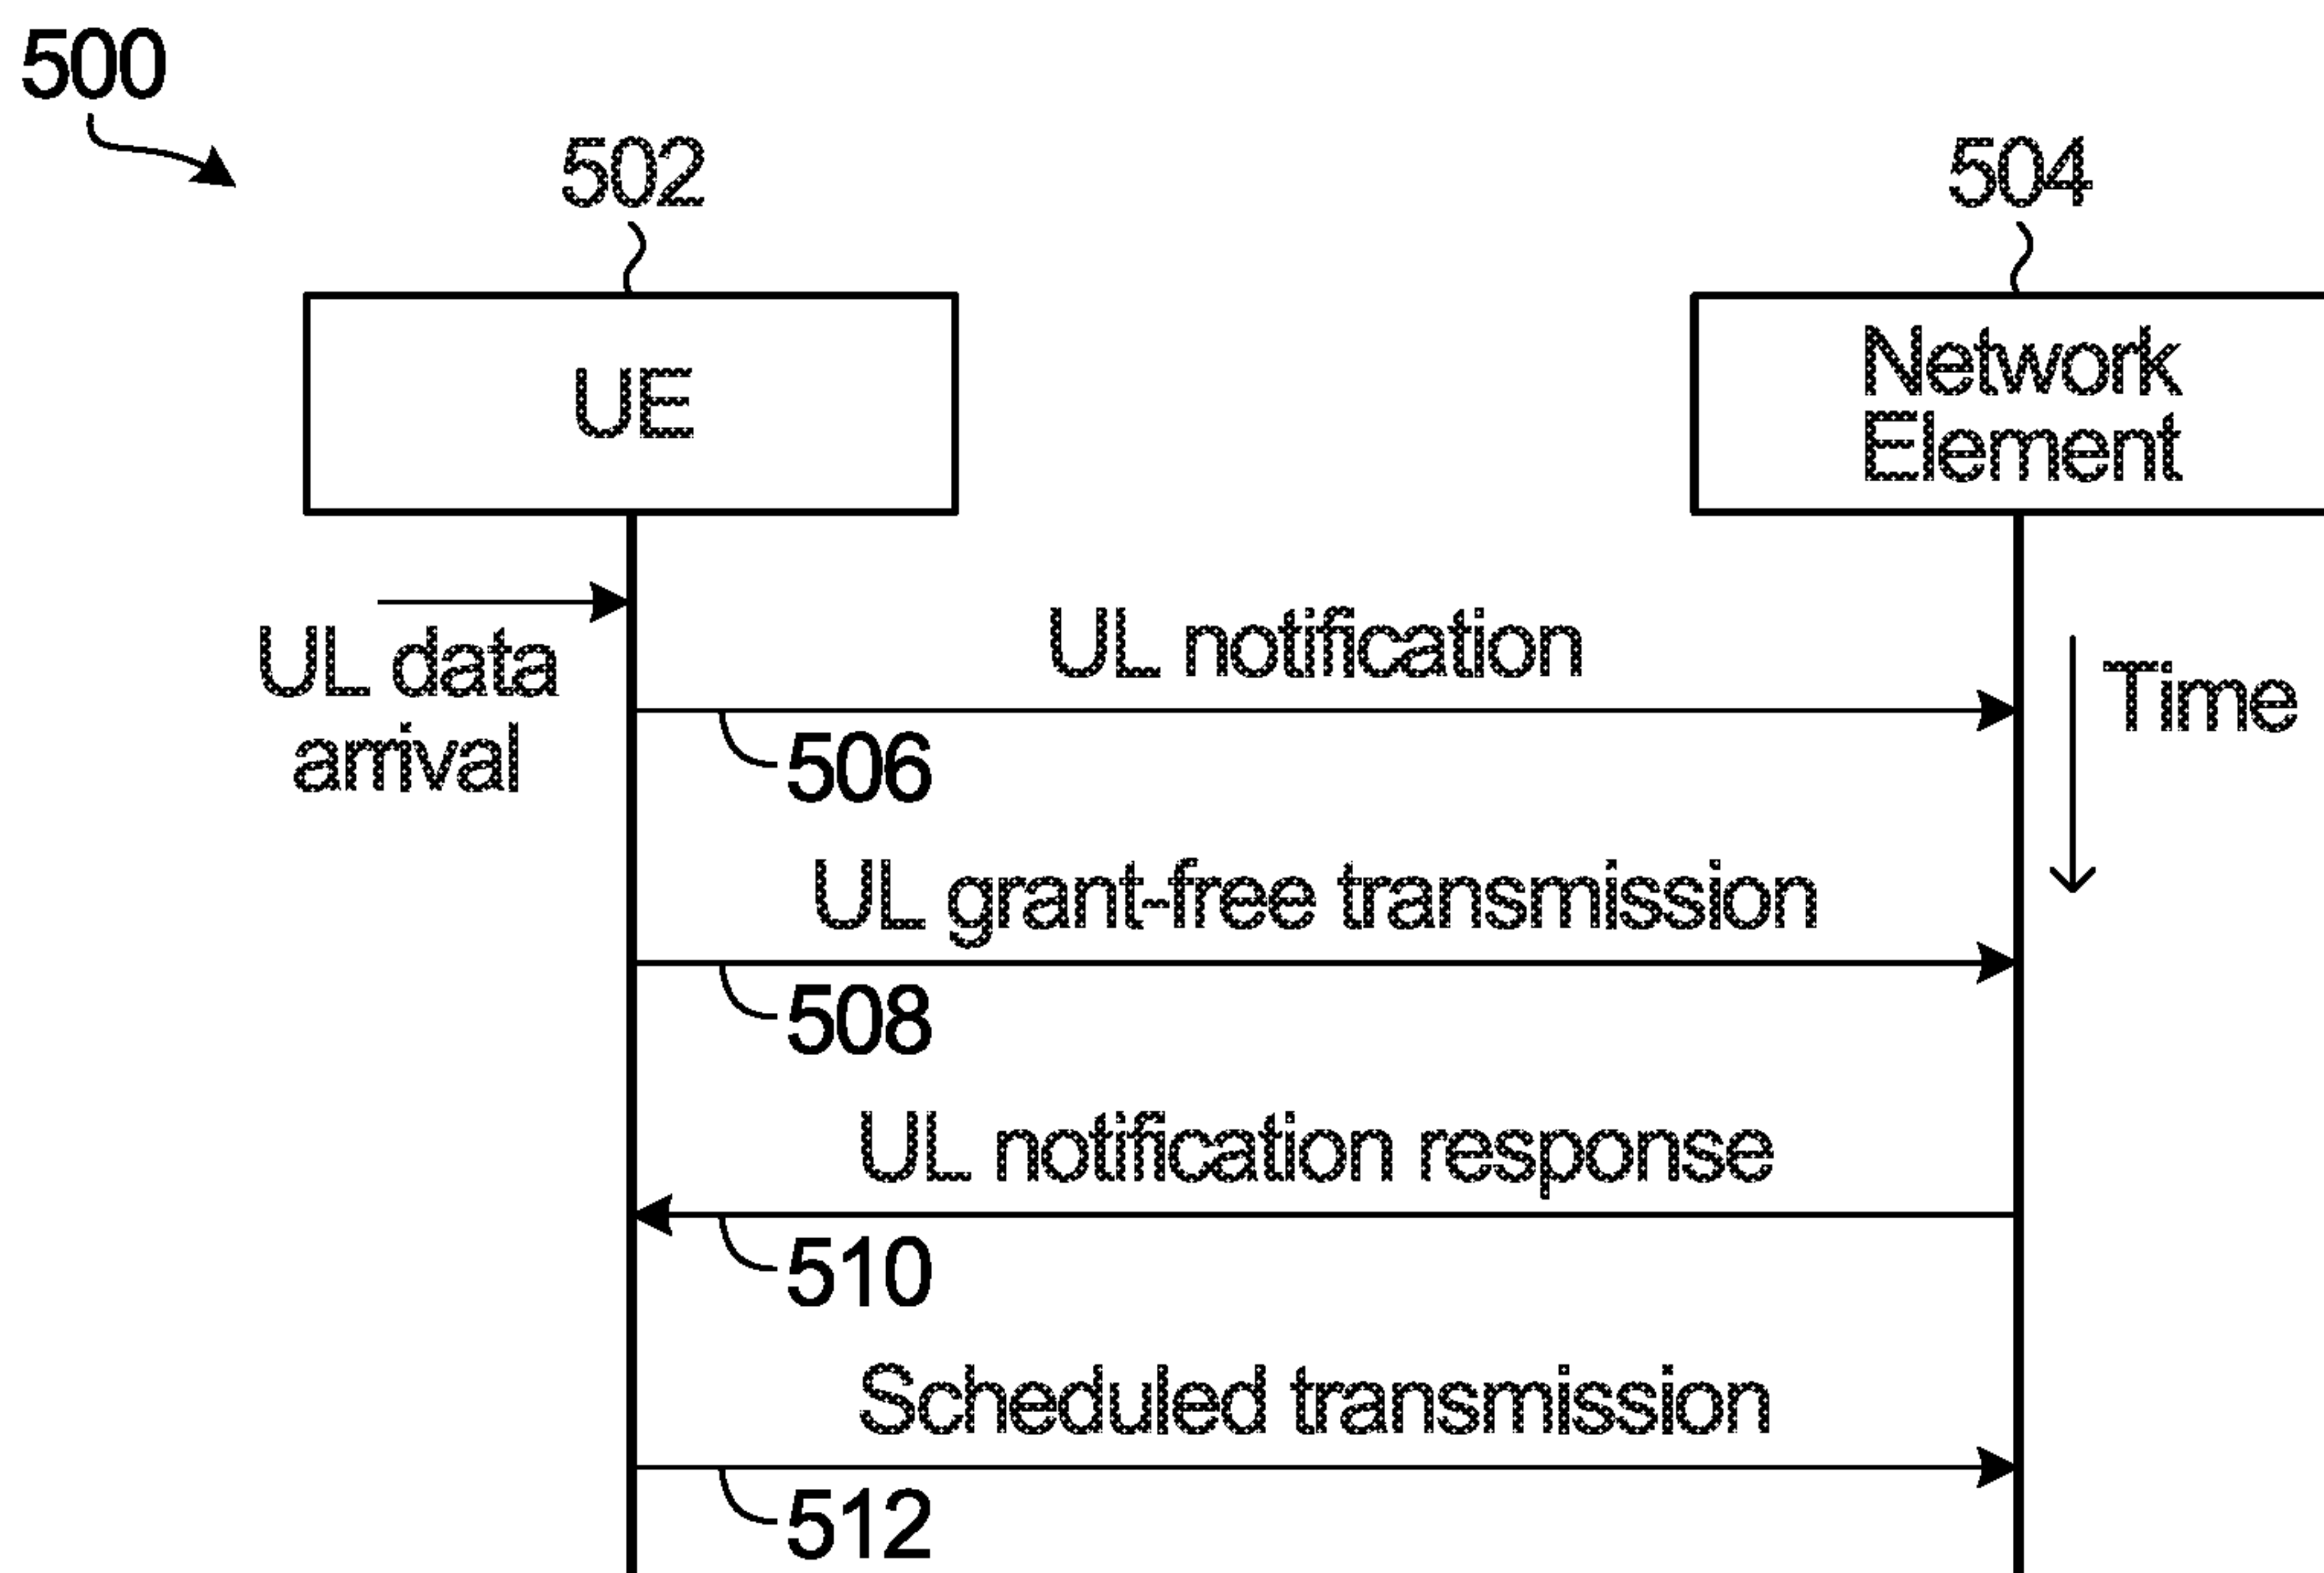 500
502
504
UE
Network
Element
UL data
arrival
UL notification
Time
506
UL grant-free transmission
508
UL notification response
510
Scheduled transmission
512